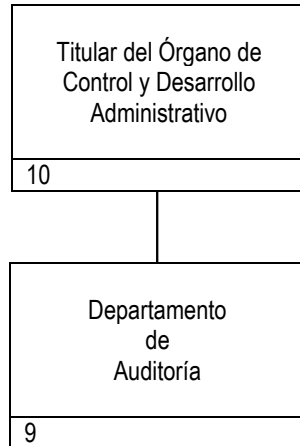 Titular del Órgano de
Control y Desarrollo
Administrativo
10
Departamento
de
Auditoría
9